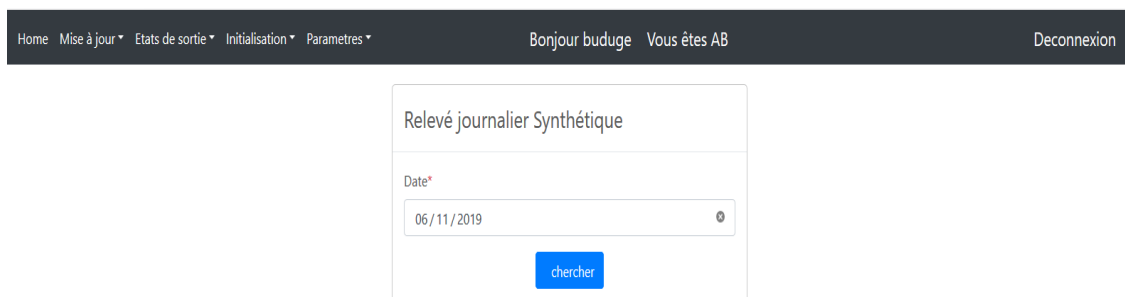 Home Mise à jour Etats de sortie Initialisation Parametres Bonjour buduge Vous êtes AB Deconnexion
Relevé journalier Synthétique
Date*
06 / 11 / 2019
chercher